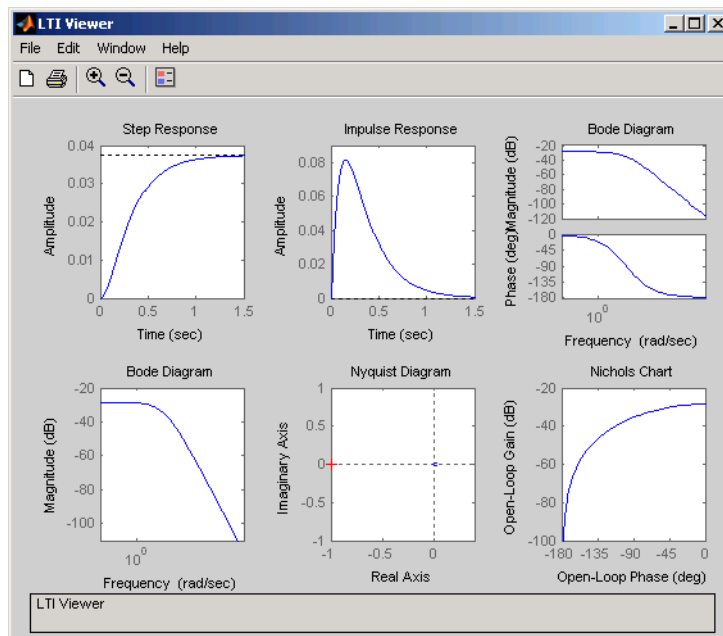 LTI Viewer
File Edit Window Help
Step Response
Amplitude
0.04
0.03
0.02
0.01
0
0 0.5 1 1.5
Time (sec)
Impulse Response
Amplitude
0.08
0.06
0.04
0.02
0
0 0.5 1 1.5
Time (sec)
Bode Diagram
Magnitude (dB)
-20
-40
-60
-80
-100
-120
Phase (deg)
0
-45
-90
-135
-180
10^0
Frequency (rad/sec)
Bode Diagram
Magnitude (dB)
-20
-40
-60
-80
-100
10^0
Frequency (rad/sec)
Nyquist Diagram
Imaginary Axis
1
0.5
0
-0.5
-1
-1 -0.5 0
Real Axis
Nichols Chart
Open-Loop Gain (dB)
-20
-40
-60
-80
-100
-180 -135 -90 -45 0
Open-Loop Phase (deg)
LTI Viewer